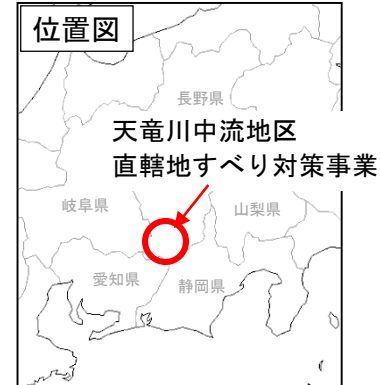 位置図
長野県
天竜川中流地区
直轄地すべり対策事業
岐阜県
山梨県
愛知県
静岡県